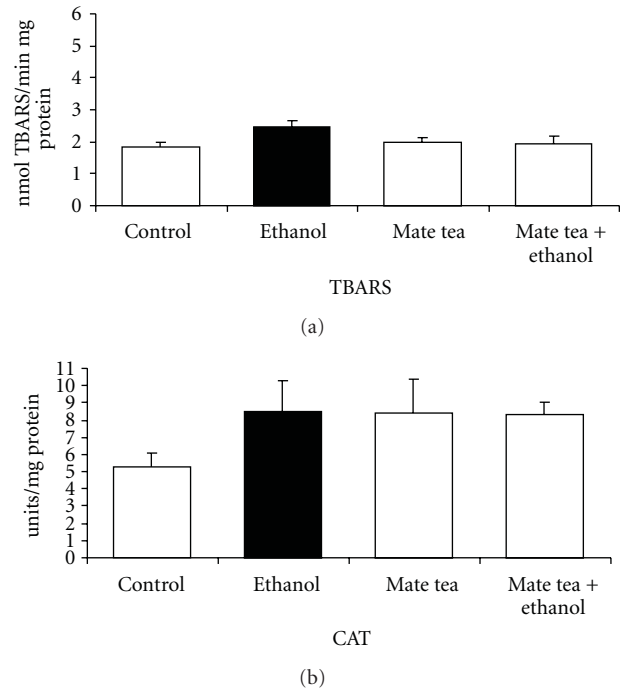 6
5
4
3
2
1
0
nmol TBARS/min mg
protein
Control Ethanol Mate tea Mate tea +
ethanol
TBARS
(a)
11
10
9
8
7
6
5
4
3
2
1
0
units/mg protein
Control Ethanol Mate tea Mate tea +
ethanol
CAT
(b)